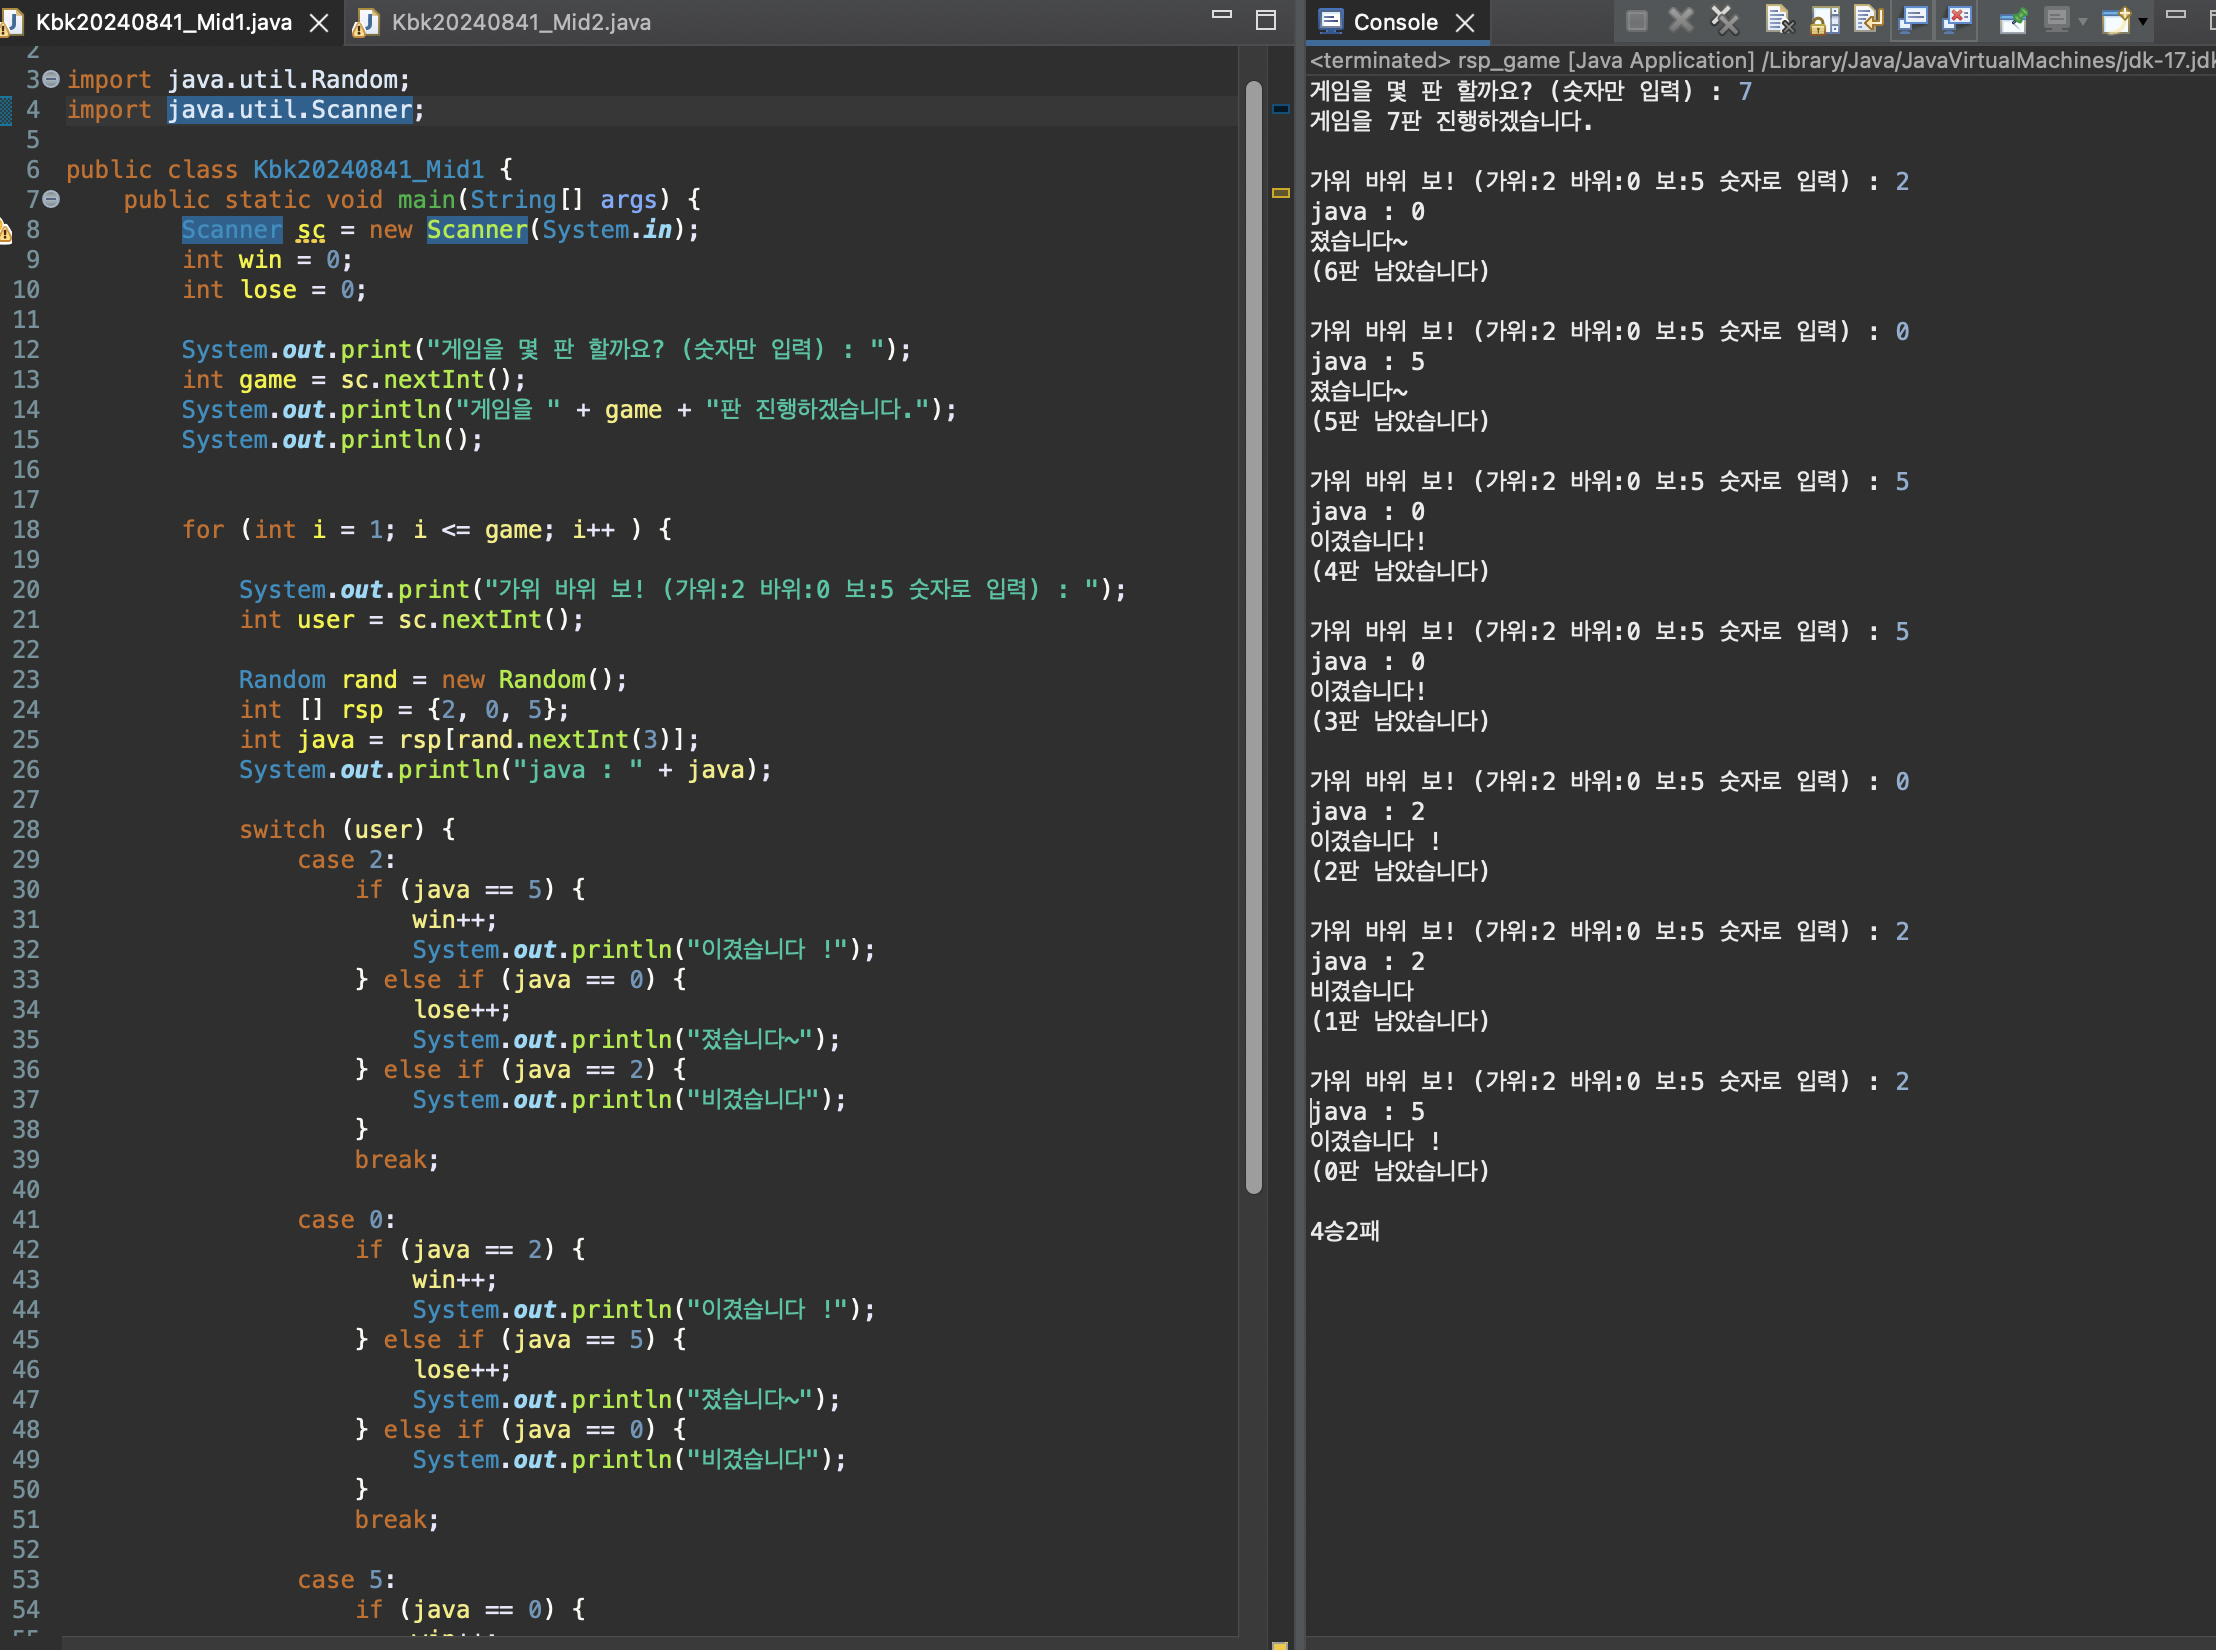 Kbk20240841_Mid1.java
Kbk20240841_Mid2.java
2
3 import java.util.Random;
4 import java.util.Scanner;
5
6 public class Kbk20240841_Mid1 {
7 public static void main(String[] args) {
8 Scanner sc = new Scanner(System.in);
9 int win = 0;
10 int lose = 0;
11
12 System.out.print("게임을 몇 판 할까요? (숫자만 입력) : ");
13 int game = sc.nextInt();
14 System.out.println("게임을 " + game + "판 진행하겠습니다.");
15 System.out.println();
16
17
18 for (int i = 1; i <= game; i++ ) {
19
20 System.out.print("가위 바위 보! (가위:2 바위:0 보:5 숫자로 입력) : ");
21 int user = sc.nextInt();
22
23 Random rand = new Random();
24 int [] rsp = {2, 0, 5};
25 int java = rsp[rand.nextInt(3)];
26 System.out.println("java : " + java);
27
28 switch (user) {
29 case 2:
30 if (java == 5) {
31 win++;
32 System.out.println("이겼습니다 !");
33 } else if (java == 0) {
34 lose++;
35 System.out.println("졌습니다~");
36 } else if (java == 2) {
37 System.out.println("비겼습니다");
38 }
39 break;
40
41 case 0:
42 if (java == 2) {
43 win++;
44 System.out.println("이겼습니다 !");
45 } else if (java == 5) {
46 lose++;
47 System.out.println("졌습니다~");
48 } else if (java == 0) {
49 System.out.println("비겼습니다");
50 }
51 break;
52
53 case 5:
54 if (java == 0) {
Console
<terminated> rsp_game [Java Application] /Library/Java/JavaVirtualMachines/jdk-17.jdk
게임을 몇 판 할까요? (숫자만 입력) : 7
게임을 7판 진행하겠습니다.
가위 바위 보! (가위:2 바위:0 보:5 숫자로 입력) : 2
java : 0
졌습니다~
(6판 남았습니다)
가위 바위 보! (가위:2 바위:0 보:5 숫자로 입력) : 0
java : 5
졌습니다~
(5판 남았습니다)
가위 바위 보! (가위:2 바위:0 보:5 숫자로 입력) : 5
java : 0
이겼습니다!
(4판 남았습니다)
가위 바위 보! (가위:2 바위:0 보:5 숫자로 입력) : 5
java : 0
이겼습니다!
(3판 남았습니다)
가위 바위 보! (가위:2 바위:0 보:5 숫자로 입력) : 0
java : 2
이겼습니다 !
(2판 남았습니다)
가위 바위 보! (가위:2 바위:0 보:5 숫자로 입력) : 2
java : 2
비겼습니다
(1판 남았습니다)
가위 바위 보! (가위:2 바위:0 보:5 숫자로 입력) : 2
java : 5
이겼습니다 !
(0판 남았습니다)
4승2패